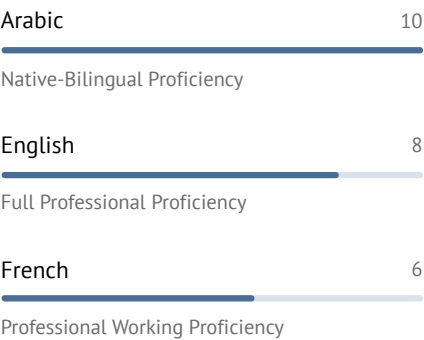 Arabic 10
Native-Bilingual Proficiency
English 8
Full Professional Proficiency
French 6
Professional Working Proficiency